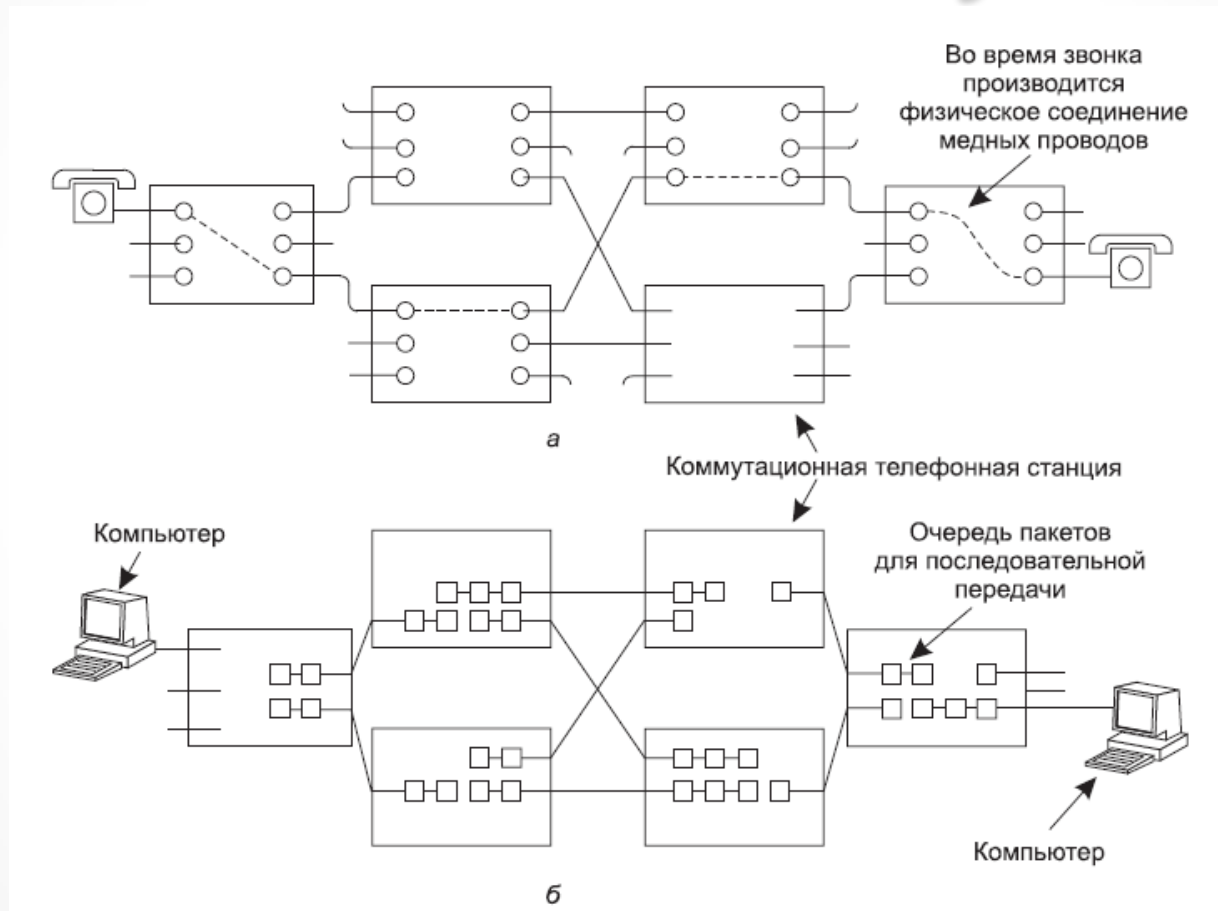 Во время звонка
производится
физическое соединение
медных проводов
а
Коммутационная телефонная станция
Компьютер
Очередь пакетов
для последовательной
передачи
Компьютер
б